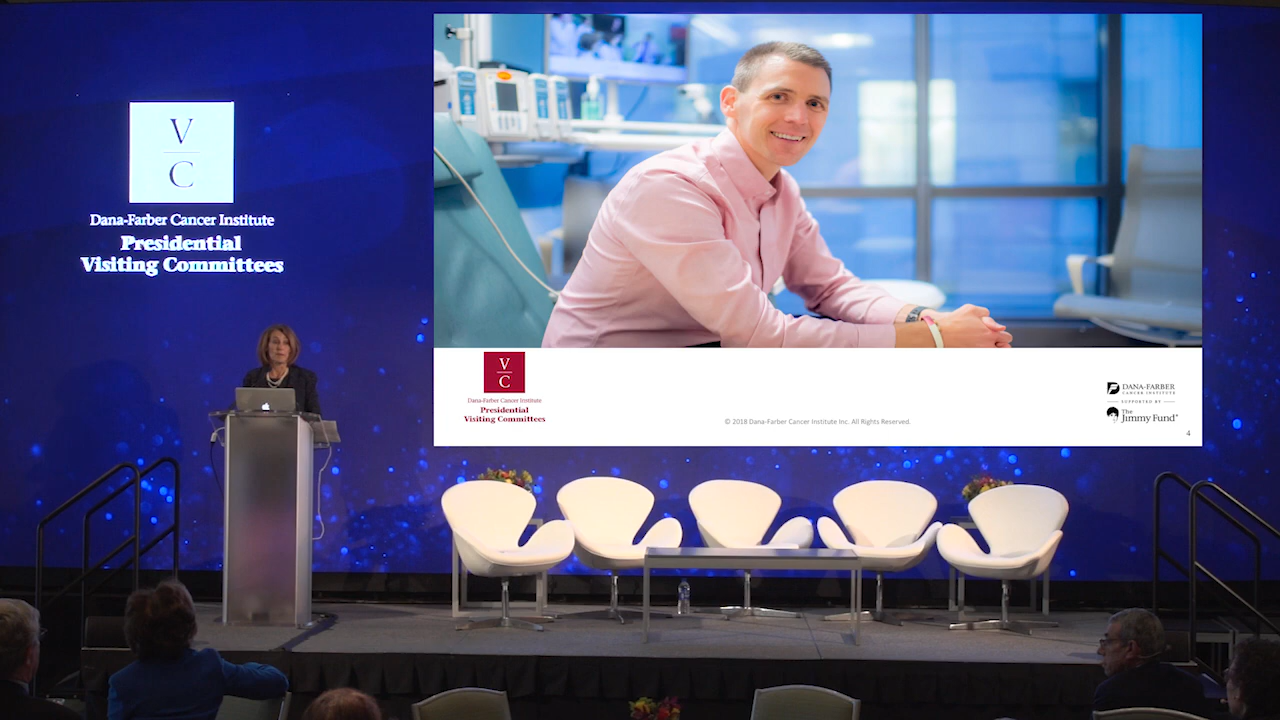 V
C
Dana-Farber Cancer Institute
Presidential
Visiting Committees
V
C
Dana-Farber Cancer Institute
Presidential
Visiting Committees
© 2018 Dana-Farber Cancer Institute Inc. All Rights Reserved.
DANA-FARBER
CANCER INSTITUTE
SUPPORTED BY
The
Jimmy Fund®
4